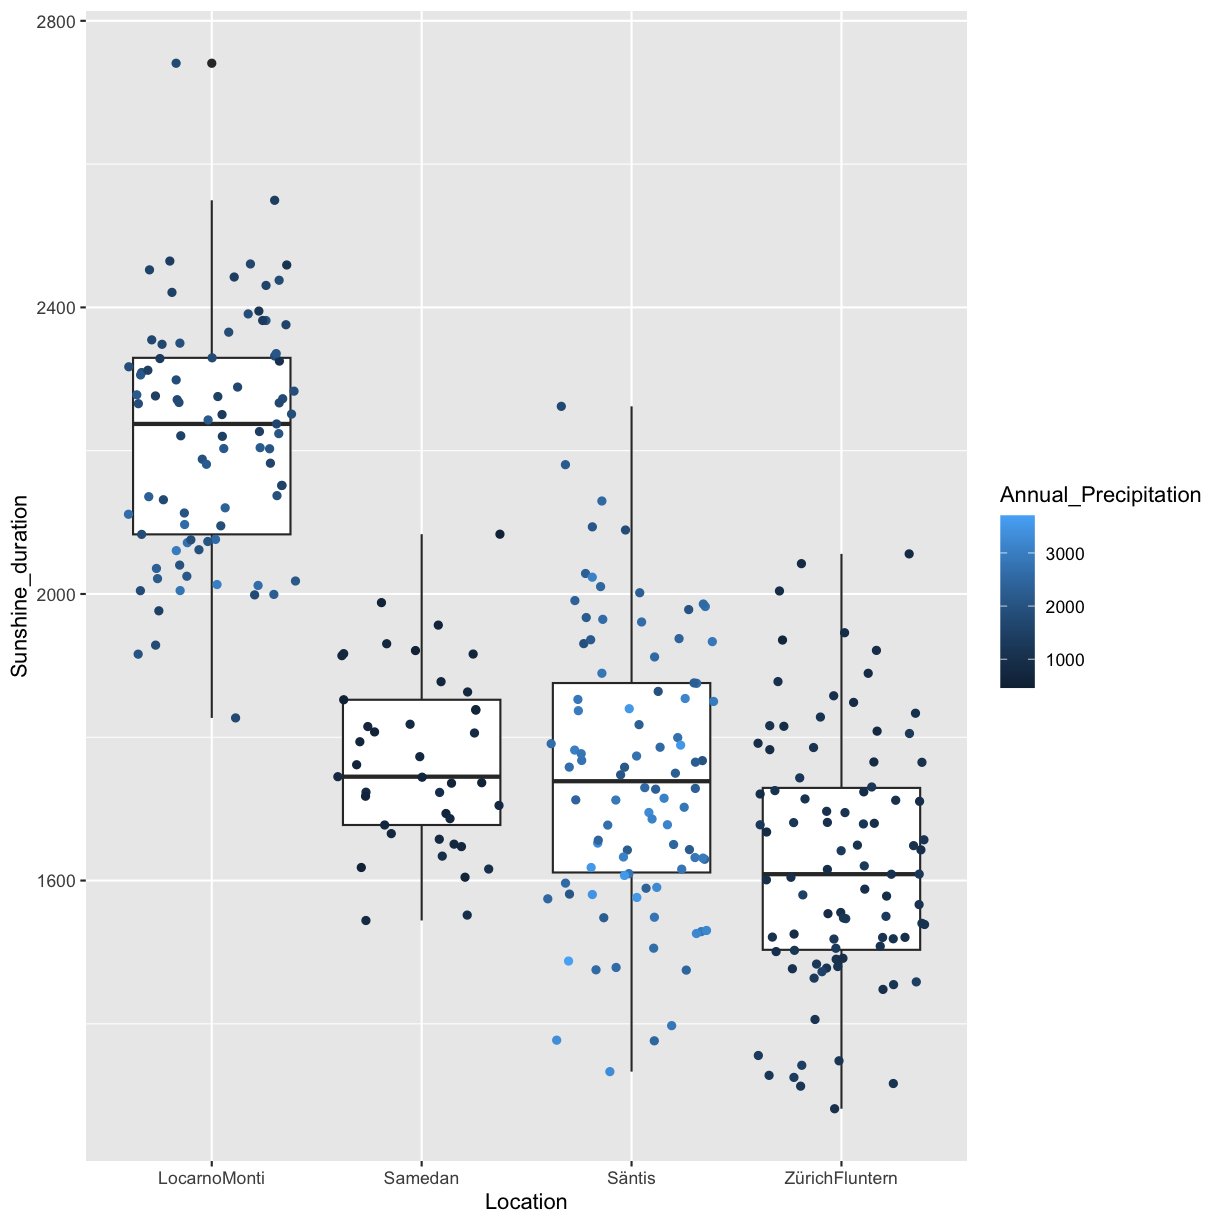 2800
2400
2000
1600
Sunshine_duration
LocarnoMonti
Samedan
Säntis
ZürichFluntern
Location
Annual_Precipitation
3000
2000
1000